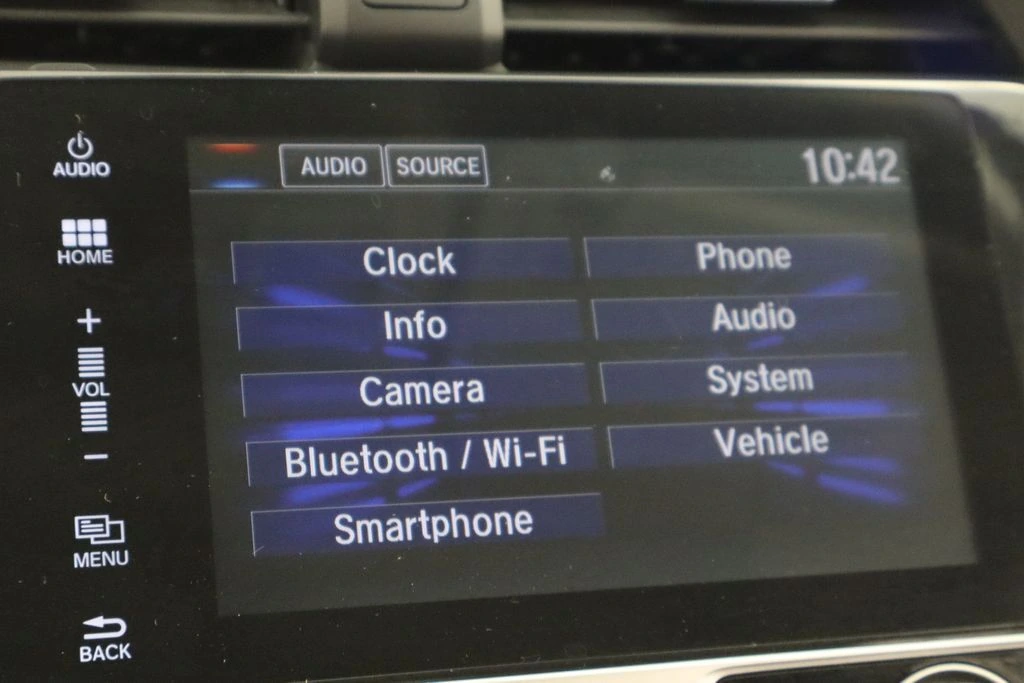 AUDIO
HOME
+
VOL
-
MENU
BACK
AUDIO SOURCE 10:42
Clock Phone
Info Audio
Camera System
Bluetooth / Wi-Fi Vehicle
Smartphone